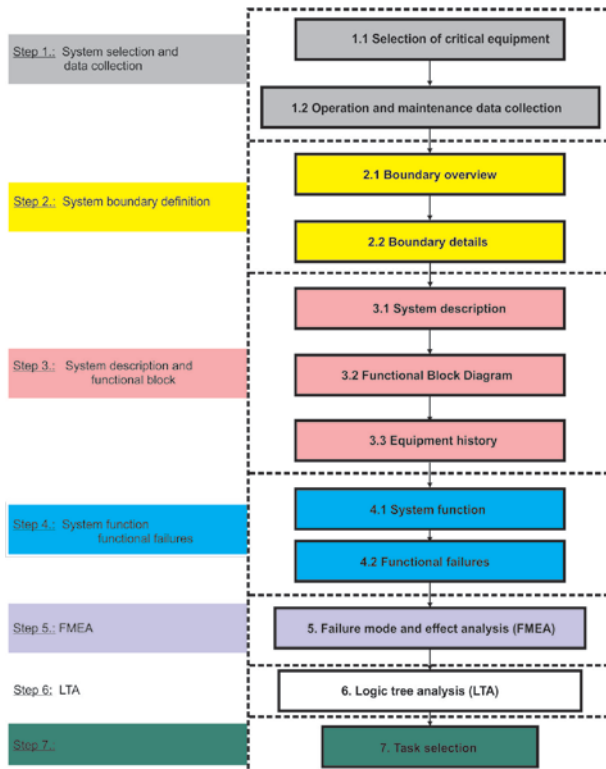 Step 1.: System selection and
data collection
1.1 Selection of critical equipment
1.2 Operation and maintenance data collection
Step 2.: System boundary definition
2.1 Boundary overview
2.2 Boundary details
Step 3.: System description and
functional block
3.1 System description
3.2 Functional Block Diagram
3.3 Equipment history
Step 4.: System function
functional failures
4.1 System function
4.2 Functional failures
Step 5.: FMEA
5. Failure mode and effect analysis (FMEA)
Step 6: LTA
6. Logic tree analysis (LTA)
Step 7.:
7. Task selection